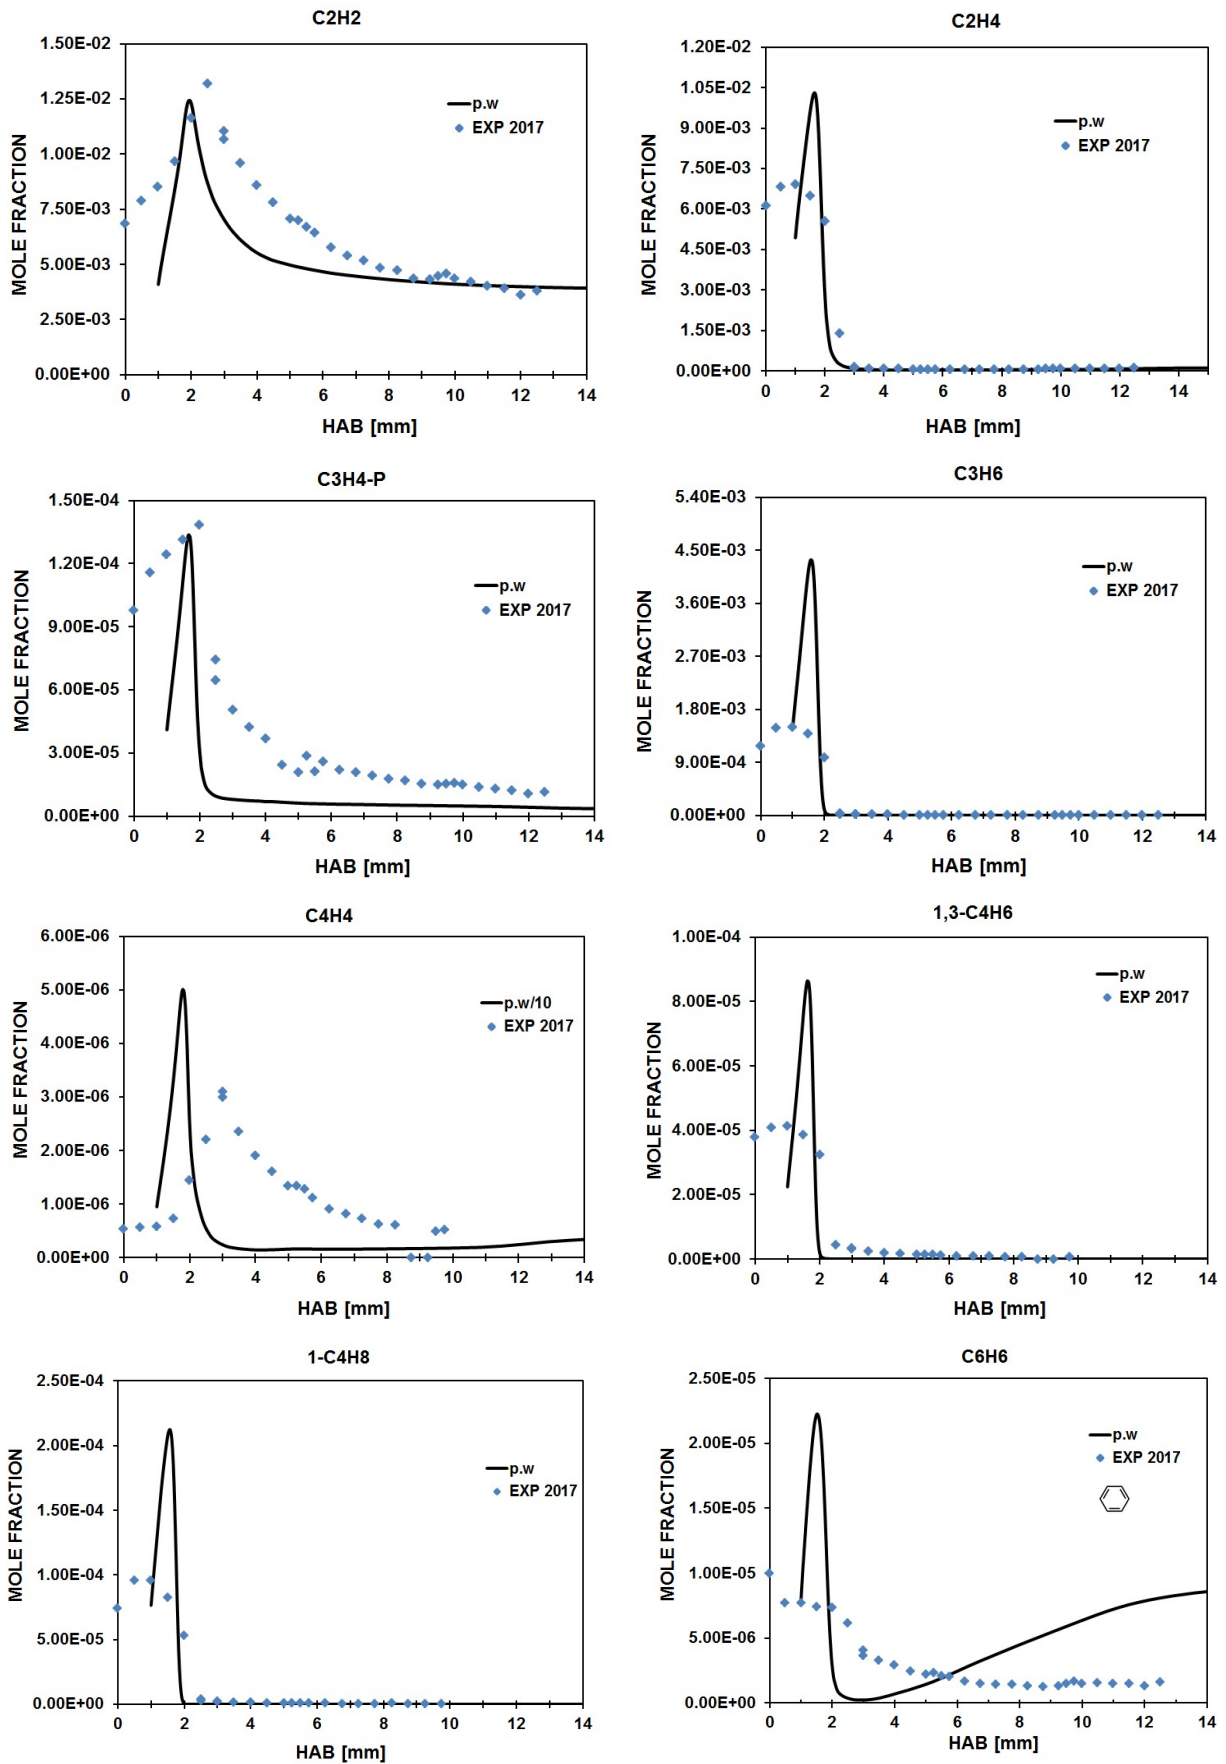 C2H2
1.50E-02
1.25E-02
1.00E-02
7.50E-03
5.00E-03
2.50E-03
0.00E+00
MOLE FRACTION
p.w
EXP 2017
0 2 4 6 8 10 12 14
HAB [mm]
C2H4
1.20E-02
1.05E-02
9.00E-03
7.50E-03
6.00E-03
4.50E-03
3.00E-03
1.50E-03
0.00E+00
MOLE FRACTION
p.w
EXP 2017
0 2 4 6 8 10 12 14
HAB [mm]
C3H4-P
1.50E-04
1.20E-04
9.00E-05
6.00E-05
3.00E-05
0.00E+00
MOLE FRACTION
p.w
EXP 2017
0 2 4 6 8 10 12 14
HAB [mm]
C3H6
5.40E-03
4.50E-03
3.60E-03
2.70E-03
1.80E-03
9.00E-04
0.00E+00
MOLE FRACTION
p.w
EXP 2017
0 2 4 6 8 10 12 14
HAB [mm]
C4H4
6.00E-06
5.00E-06
4.00E-06
3.00E-06
2.00E-06
1.00E-06
0.00E+00
MOLE FRACTION
p.w/10
EXP 2017
0 2 4 6 8 10 12 14
HAB [mm]
1,3-C4H6
1.00E-04
8.00E-05
6.00E-05
4.00E-05
2.00E-05
0.00E+00
MOLE FRACTION
p.w
EXP 2017
0 2 4 6 8 10 12 14
HAB [mm]
1-C4H8
2.50E-04
2.00E-04
1.50E-04
1.00E-04
5.00E-05
0.00E+00
MOLE FRACTION
p.w
EXP 2017
0 2 4 6 8 10 12 14
HAB [mm]
C6H6
2.50E-05
2.00E-05
1.50E-05
1.00E-05
5.00E-06
0.00E+00
MOLE FRACTION
p.w
EXP 2017
0 2 4 6 8 10 12 14
HAB [mm]